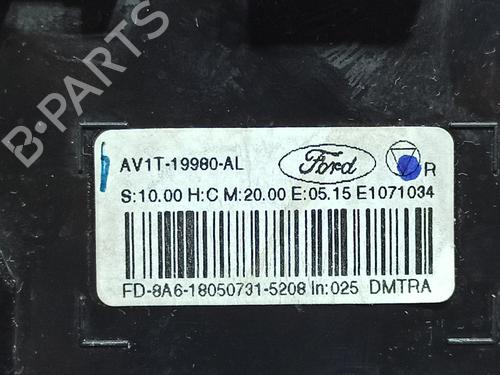 B-PARTS
AV1T-19980-AL Ford R
S:10.00 H:C M:20.00 E:05.15 E1071034
FD-8A6-18050731-5208 In:025 DMTRA